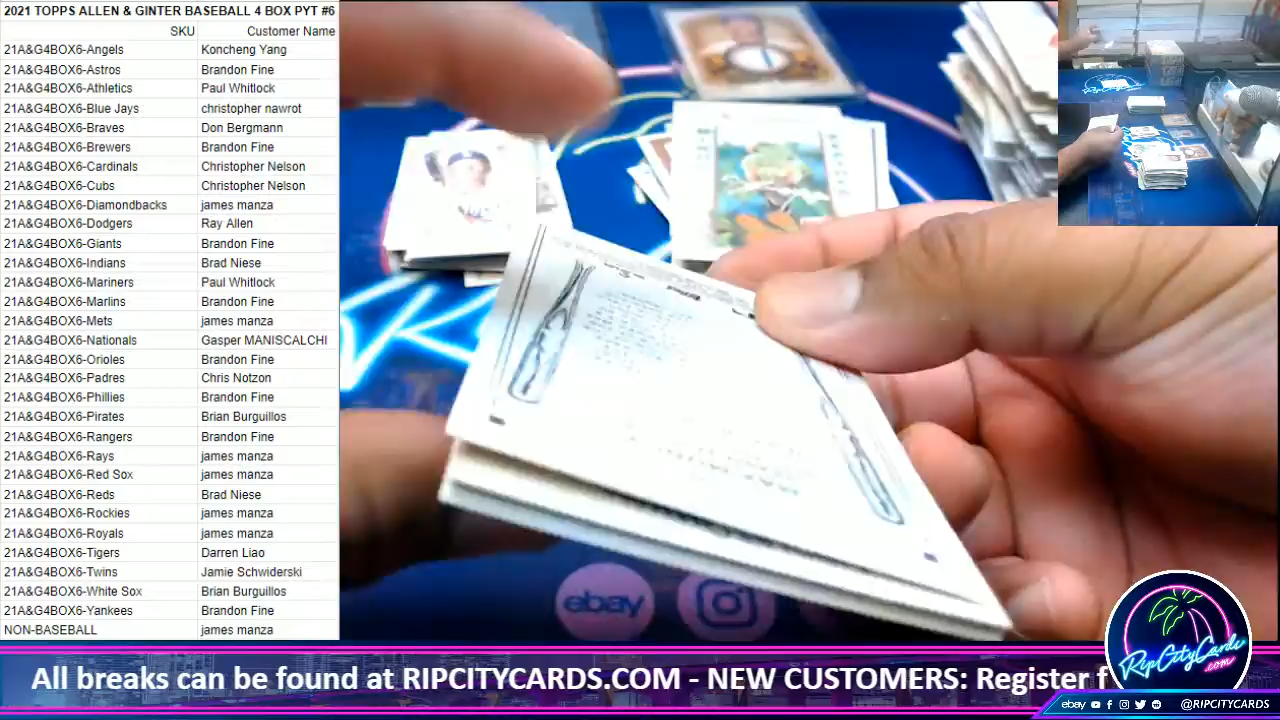 2021 TOPPS ALLEN & GINTER BASEBALL 4 BOX PYT #6
SKU Customer Name
21A&G4BOX6-Angels Koncheng Yang
21A&G4BOX6-Astros Brandon Fine
21A&G4BOX6-Athletics Paul Whitlock
21A&G4BOX6-Blue Jays christopher nawrot
21A&G4BOX6-Braves Don Bergmann
21A&G4BOX6-Brewers Brandon Fine
21A&G4BOX6-Cardinals Christopher Nelson
21A&G4BOX6-Cubs Christopher Nelson
21A&G4BOX6-Diamondbacks james manza
21A&G4BOX6-Dodgers Ray Allen
21A&G4BOX6-Giants Brandon Fine
21A&G4BOX6-Indians Brad Niese
21A&G4BOX6-Mariners Paul Whitlock
21A&G4BOX6-Marlins Brandon Fine
21A&G4BOX6-Mets james manza
21A&G4BOX6-Nationals Gasper MANISCALCHI
21A&G4BOX6-Orioles Brandon Fine
21A&G4BOX6-Padres Chris Notzon
21A&G4BOX6-Phillies Brandon Fine
21A&G4BOX6-Pirates Brian Burguillos
21A&G4BOX6-Rangers Brandon Fine
21A&G4BOX6-Rays james manza
21A&G4BOX6-Red Sox james manza
21A&G4BOX6-Reds Brad Niese
21A&G4BOX6-Rockies james manza
21A&G4BOX6-Royals james manza
21A&G4BOX6-Tigers Darren Liao
21A&G4BOX6-Twins Jamie Schwiderski
21A&G4BOX6-White Sox Brian Burguillos
21A&G4BOX6-Yankees Brandon Fine
NON-BASEBALL james manza
ebay
All breaks can be found at RIPCITYCARDS.COM - NEW CUSTOMERS: Register f
RipCityCards
.com
ebay @RIPCITYCARDS